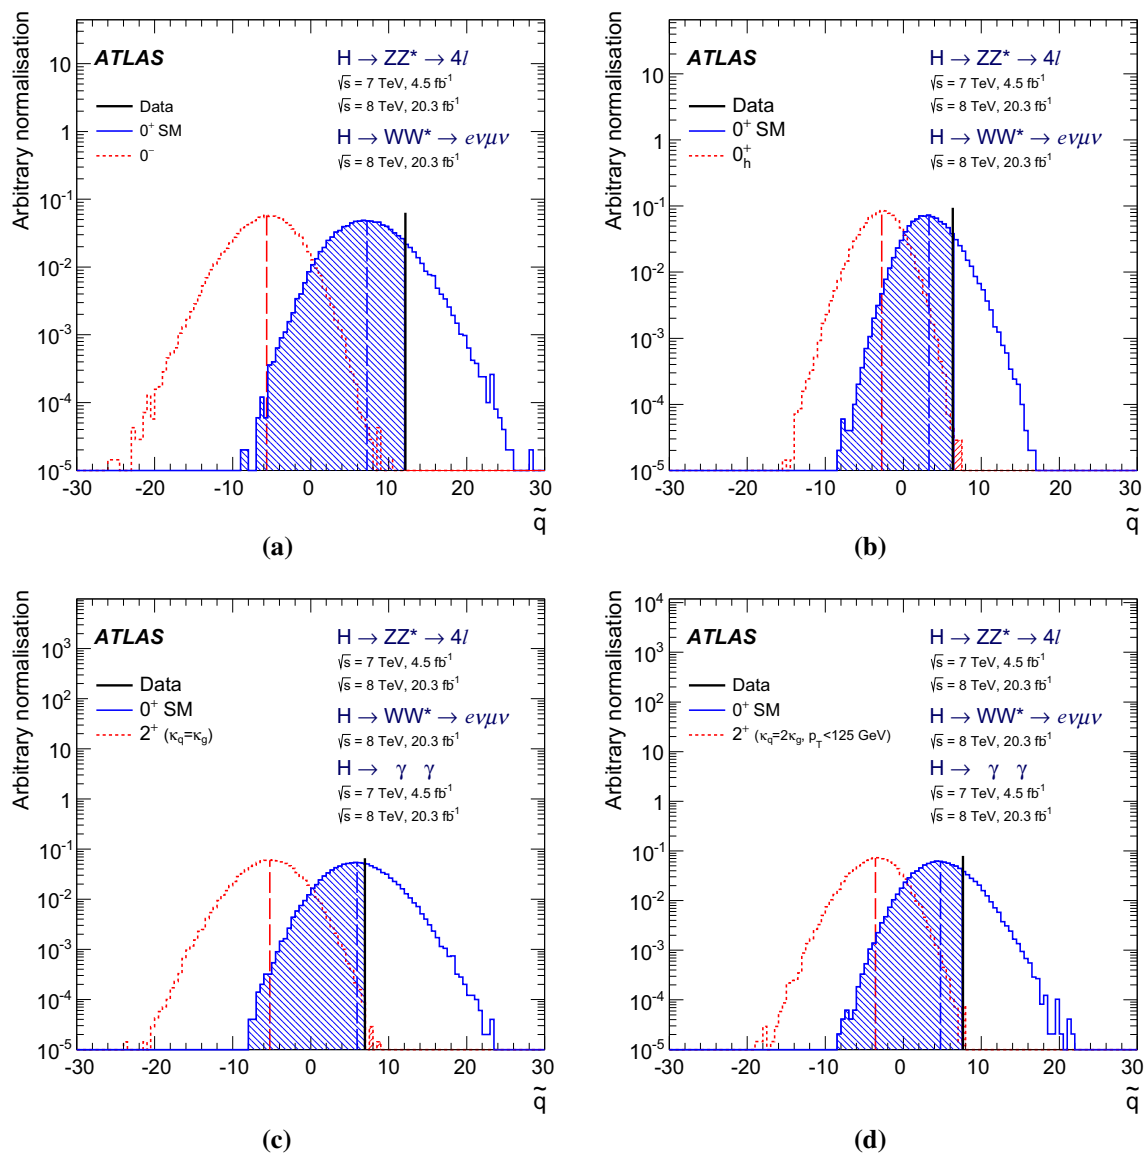 Arbitrary normalisation
10
1
10⁻¹
10⁻²
10⁻³
10⁻⁴
10⁻⁵
ATLAS
Data
0⁺ SM
0⁻
H → ZZ* → 4l
√s = 7 TeV, 4.5 fb⁻¹
√s = 8 TeV, 20.3 fb⁻¹
H → WW* → eνμν
√s = 8 TeV, 20.3 fb⁻¹
-30 -20 -10 0 10 20 30
q̃
(a)
Arbitrary normalisation
10
1
10⁻¹
10⁻²
10⁻³
10⁻⁴
10⁻⁵
ATLAS
Data
0⁺ SM
0⁺ₕ
H → ZZ* → 4l
√s = 7 TeV, 4.5 fb⁻¹
√s = 8 TeV, 20.3 fb⁻¹
H → WW* → eνμν
√s = 8 TeV, 20.3 fb⁻¹
-30 -20 -10 0 10 20 30
q̃
(b)
Arbitrary normalisation
10³
10²
10
1
10⁻¹
10⁻²
10⁻³
10⁻⁴
10⁻⁵
ATLAS
Data
0⁺ SM
2⁺ (κ_q=κ_g)
H → ZZ* → 4l
√s = 7 TeV, 4.5 fb⁻¹
√s = 8 TeV, 20.3 fb⁻¹
H → WW* → eνμν
√s = 8 TeV, 20.3 fb⁻¹
H → γ γ
√s = 7 TeV, 4.5 fb⁻¹
√s = 8 TeV, 20.3 fb⁻¹
-30 -20 -10 0 10 20 30
q̃
(c)
Arbitrary normalisation
10⁴
10³
10²
10
1
10⁻¹
10⁻²
10⁻³
10⁻⁴
10⁻⁵
ATLAS
Data
0⁺ SM
2⁺ (κ_q=2κ_g, p_T<125 GeV)
H → ZZ* → 4l
√s = 7 TeV, 4.5 fb⁻¹
√s = 8 TeV, 20.3 fb⁻¹
H → WW* → eνμν
√s = 8 TeV, 20.3 fb⁻¹
H → γ γ
√s = 7 TeV, 4.5 fb⁻¹
√s = 8 TeV, 20.3 fb⁻¹
-30 -20 -10 0 10 20 30
q̃
(d)